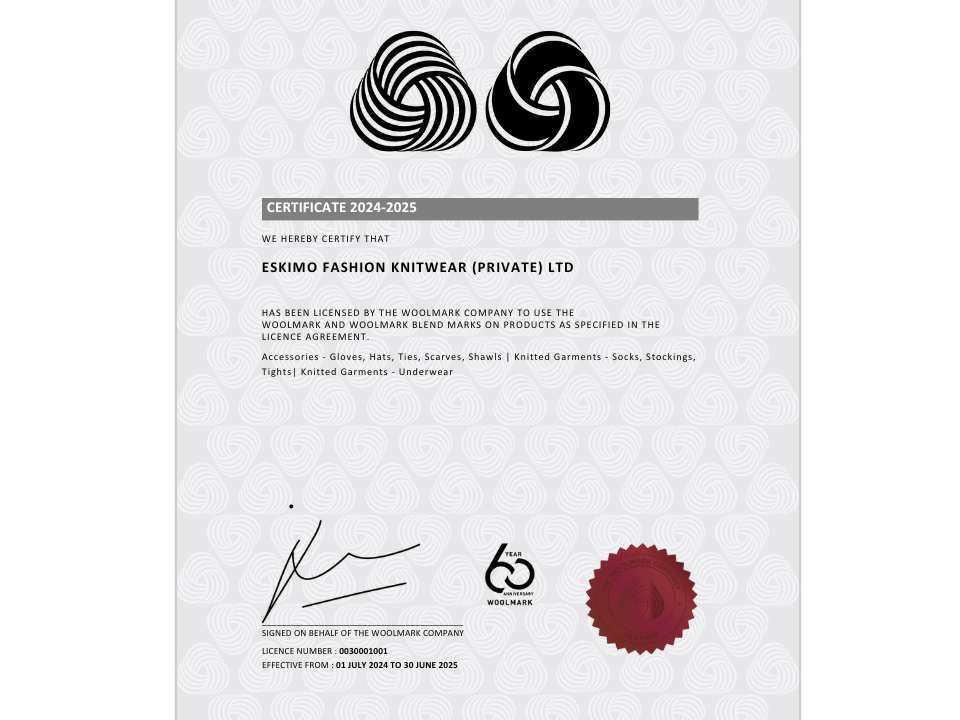 CERTIFICATE 2024-2025
WE HEREBY CERTIFY THAT
ESKIMO FASHION KNITWEAR (PRIVATE) LTD
HAS BEEN LICENSED BY THE WOOLMARK COMPANY TO USE THE
WOOLMARK AND WOOLMARK BLEND MARKS ON PRODUCTS AS SPECIFIED IN THE
LICENCE AGREEMENT.
Accessories - Gloves, Hats, Ties, Scarves, Shawls | Knitted Garments - Socks, Stockings,
Tights| Knitted Garments - Underwear
60
YEAR
ANNIVERSARY
WOOLMARK
SIGNED ON BEHALF OF THE WOOLMARK COMPANY
LICENCE NUMBER : 0030001001
EFFECTIVE FROM : 01 JULY 2024 TO 30 JUNE 2025